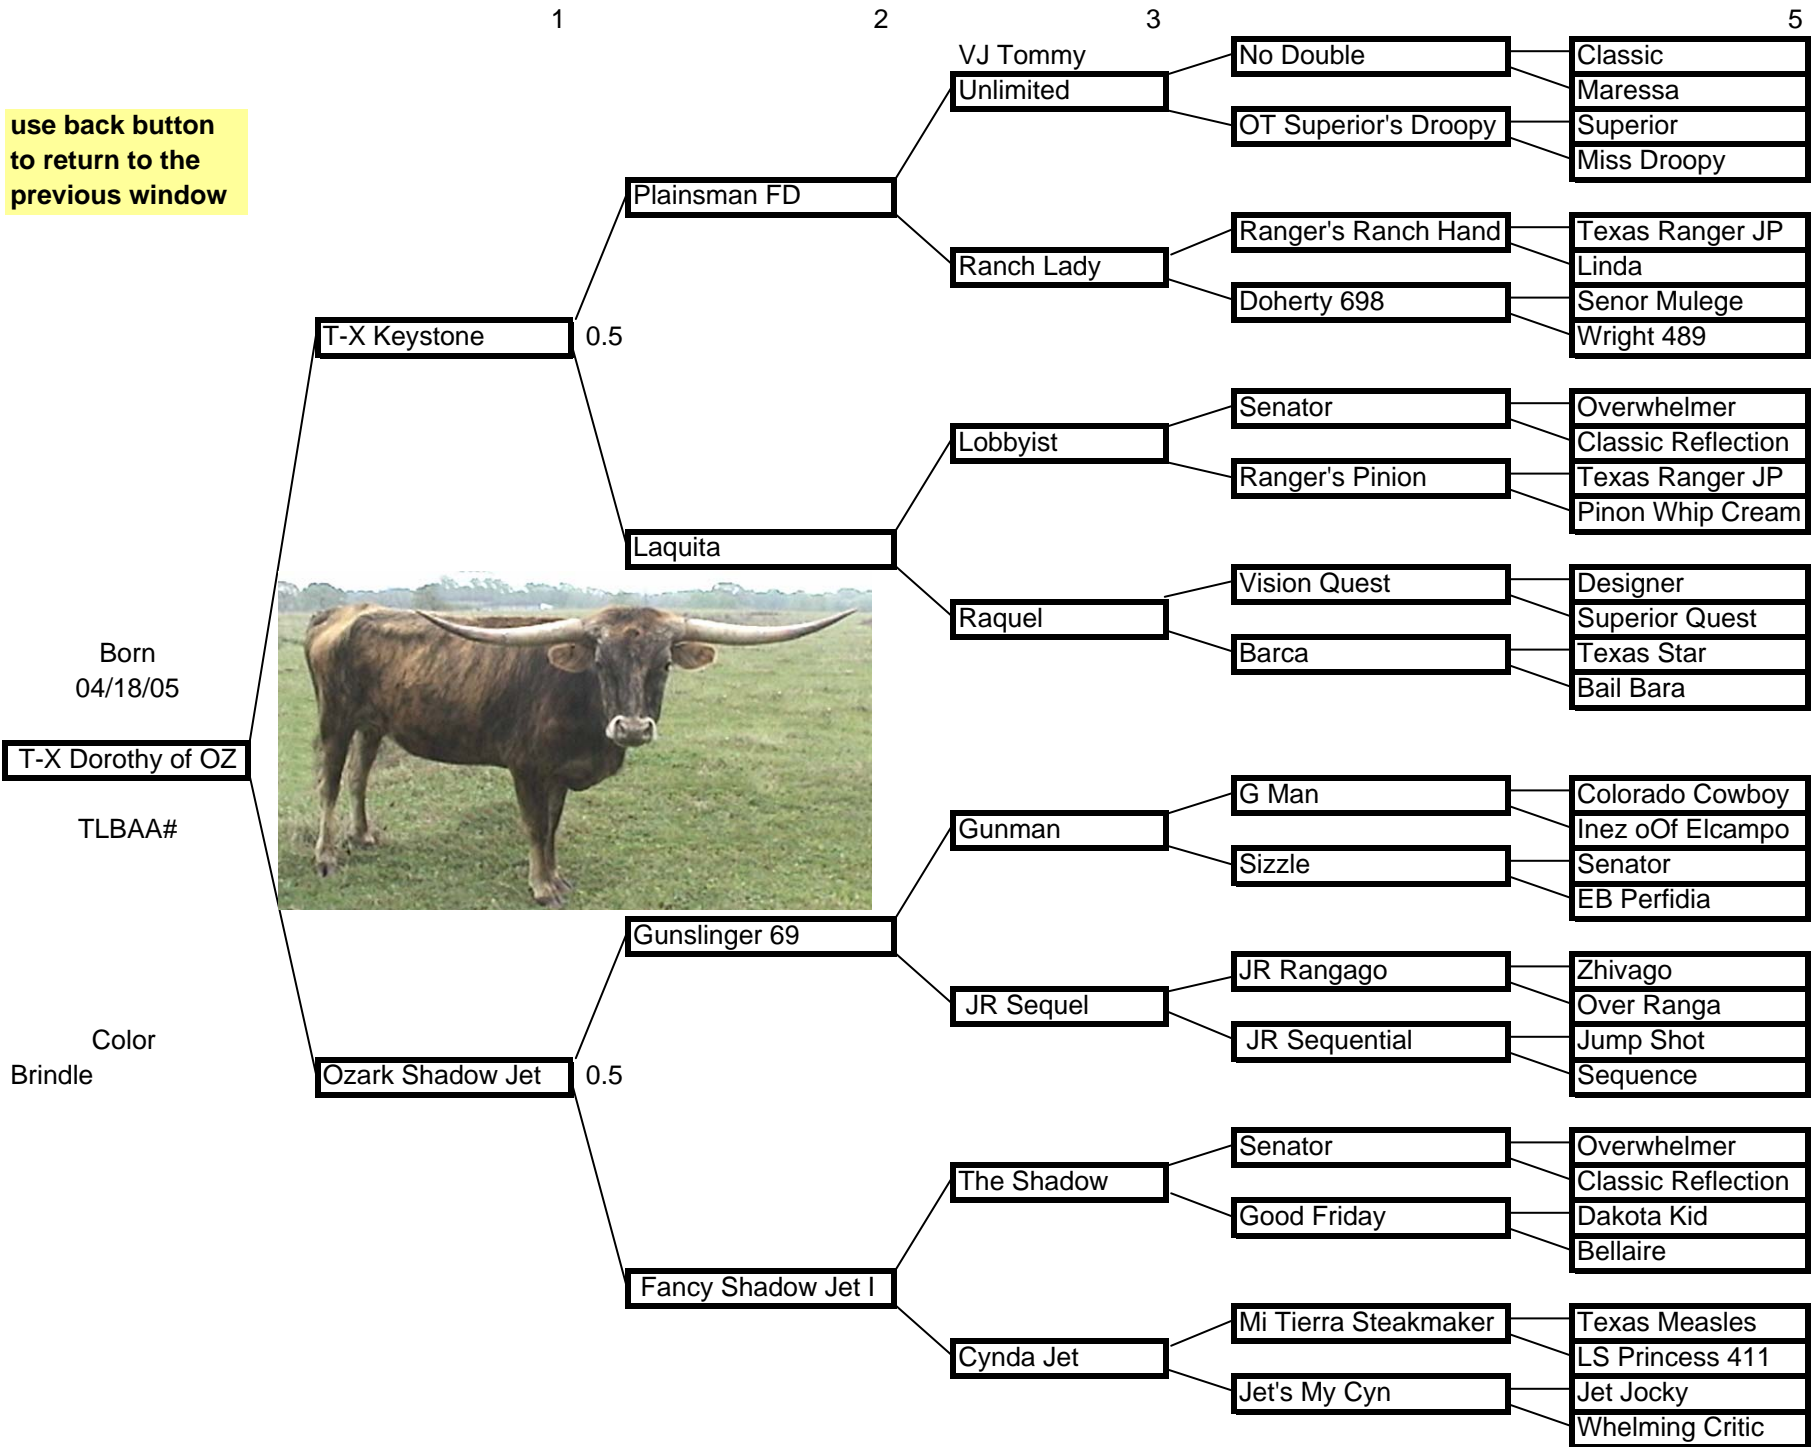 1 2 3 5
use back button
to return to the
previous window
Born
04/18/05
T-X Dorothy of OZ
TLBAA#
Color
Brindle
T-X Keystone 0.5
Ozark Shadow Jet 0.5
Plainsman FD
Laquita
Gunslinger 69
Fancy Shadow Jet I
VJ Tommy
Unlimited
Ranch Lady
Lobbyist
Raquel
Gunman
JR Sequel
The Shadow
Cynda Jet
No Double
OT Superior's Droopy
Ranger's Ranch Hand
Doherty 698
Senator
Ranger's Pinion
Vision Quest
Barca
G Man
Sizzle
JR Rangago
JR Sequential
Senator
Good Friday
Mi Tierra Steakmaker
Jet's My Cyn
Classic
Maressa
Superior
Miss Droopy
Texas Ranger JP
Linda
Senor Mulege
Wright 489
Overwhelmer
Classic Reflection
Texas Ranger JP
Pinon Whip Cream
Designer
Superior Quest
Texas Star
Bail Bara
Colorado Cowboy
Inez oOf Elcampo
Senator
EB Perfidia
Zhivago
Over Ranga
Jump Shot
Sequence
Overwhelmer
Classic Reflection
Dakota Kid
Bellaire
Texas Measles
LS Princess 411
Jet Jocky
Whelming Critic